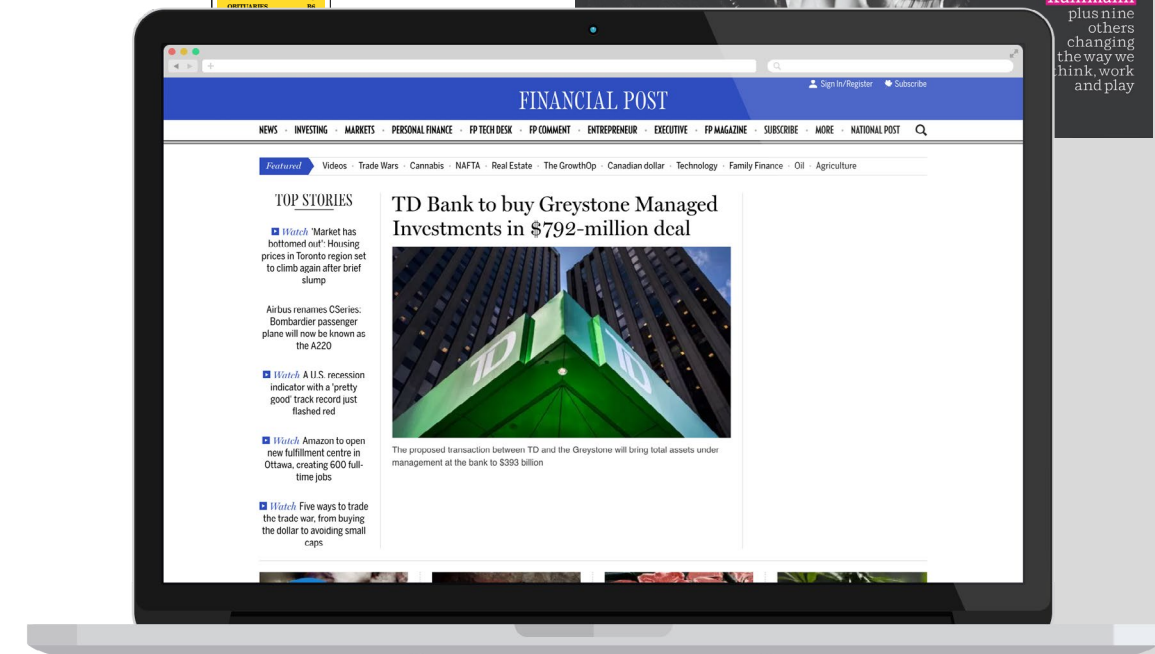 OBITUARIES B6
plus nine
others
changing
the way we
think, work
and play
Sign In/Register Subscribe
FINANCIAL POST
NEWS INVESTING MARKETS PERSONAL FINANCE FP TECH DESK FP COMMENT ENTREPRENEUR EXECUTIVE FP MAGAZINE SUBSCRIBE MORE NATIONAL POST
Featured Videos Trade Wars Cannabis NAFTA Real Estate The GrowthOp Canadian dollar Technology Family Finance Oil Agriculture
TOP STORIES
Watch 'Market has
bottomed out': Housing
prices in Toronto region set
to climb again after brief
slump
Airbus renames CSeries:
Bombardier passenger
plane will now be known as
the A220
Watch A U.S. recession
indicator with a 'pretty
good' track record just
flashed red
Watch Amazon to open
new fulfillment centre in
Ottawa, creating 600 full-
time jobs
Watch Five ways to trade
the trade war, from buying
the dollar to avoiding small
caps
TD Bank to buy Greystone Managed
Investments in $792-million deal
TD TD
The proposed transaction between TD and the Greystone will bring total assets under
management at the bank to $393 billion